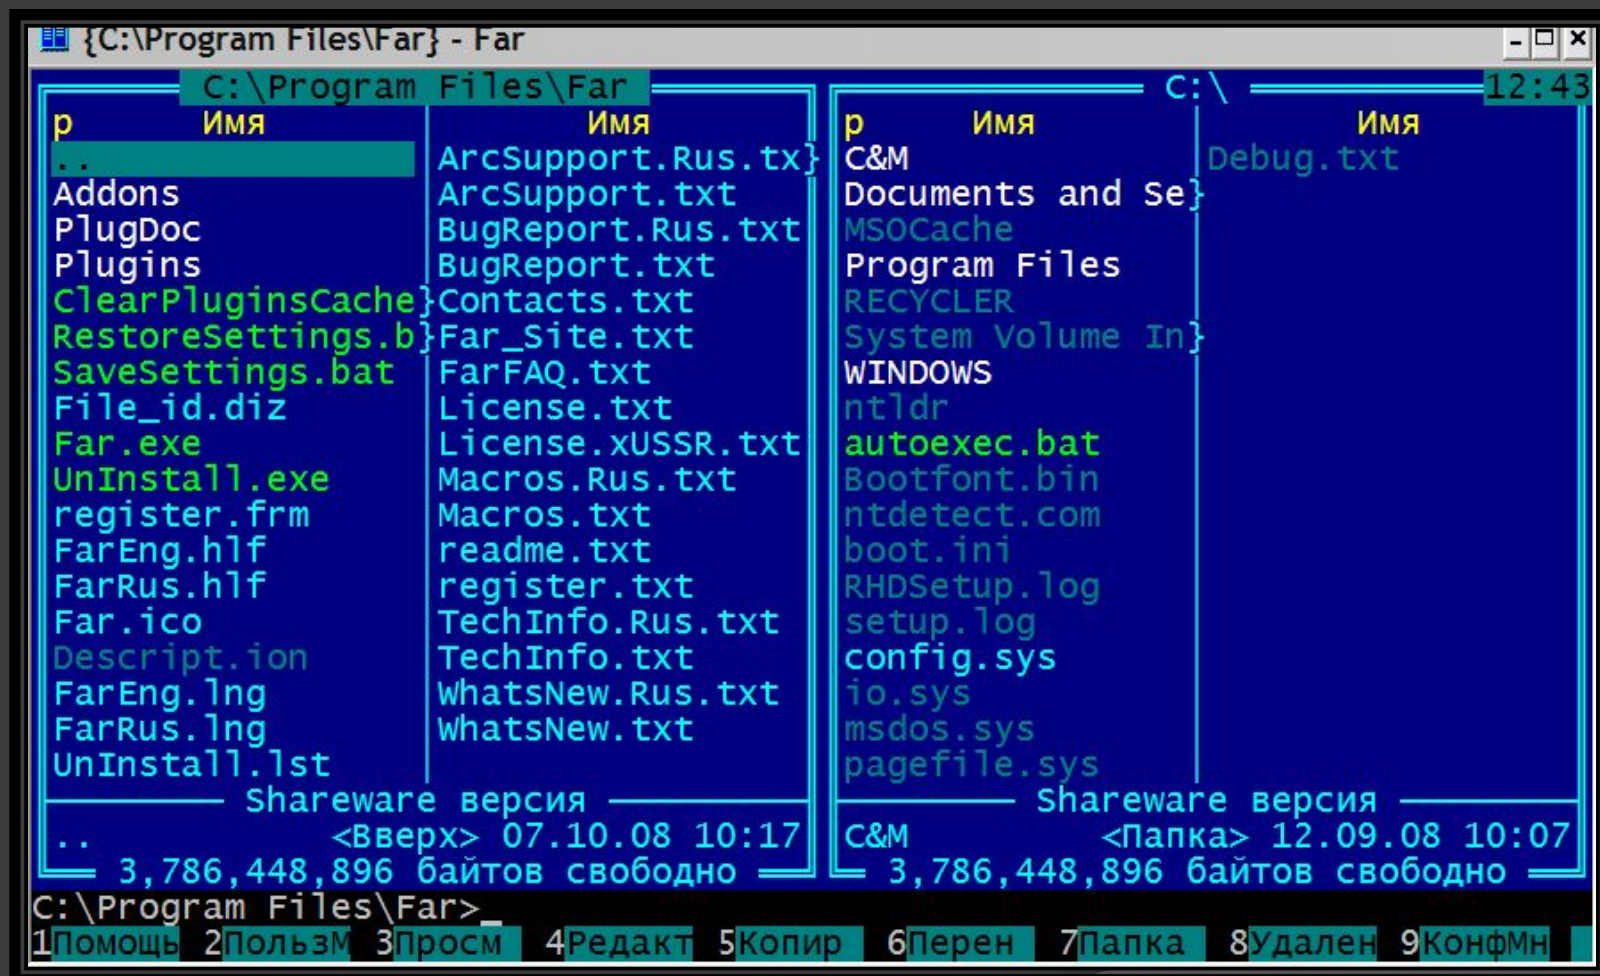 {C:\Program Files\Far} - Far
C:\Program Files\Far C:\ 12:43
р Имя Имя р Имя Имя
.. ArcSupport.Rus.tx} C&M Debug.txt
Addons ArcSupport.txt Documents and Se}
PlugDoc BugReport.Rus.txt MSOCache
Plugins BugReport.txt Program Files
ClearPluginsCache} Contacts.txt RECYCLER
RestoreSettings.b} Far_Site.txt System Volume In}
SaveSettings.bat FarFAQ.txt WINDOWS
File_id.diz License.txt ntldr
Far.exe License.xUSSR.txt autoexec.bat
UnInstall.exe Macros.Rus.txt Bootfont.bin
register.frm Macros.txt ntdetect.com
FarEng.hlf readme.txt boot.ini
FarRus.hlf register.txt RHDSetup.log
Far.ico TechInfo.Rus.txt setup.log
Descript.ion TechInfo.txt config.sys
FarEng.lng WhatsNew.Rus.txt io.sys
FarRus.lng WhatsNew.txt msdos.sys
UnInstall.lst pagefile.sys
Shareware версия Shareware версия
.. <Вверх> 07.10.08 10:17 C&M <Папка> 12.09.08 10:07
3,786,448,896 байтов свободно 3,786,448,896 байтов свободно
C:\Program Files\Far>_
1Помощь 2ПользМ 3Просм 4Редакт 5Копир 6Перен 7Папка 8Удален 9КонфМн